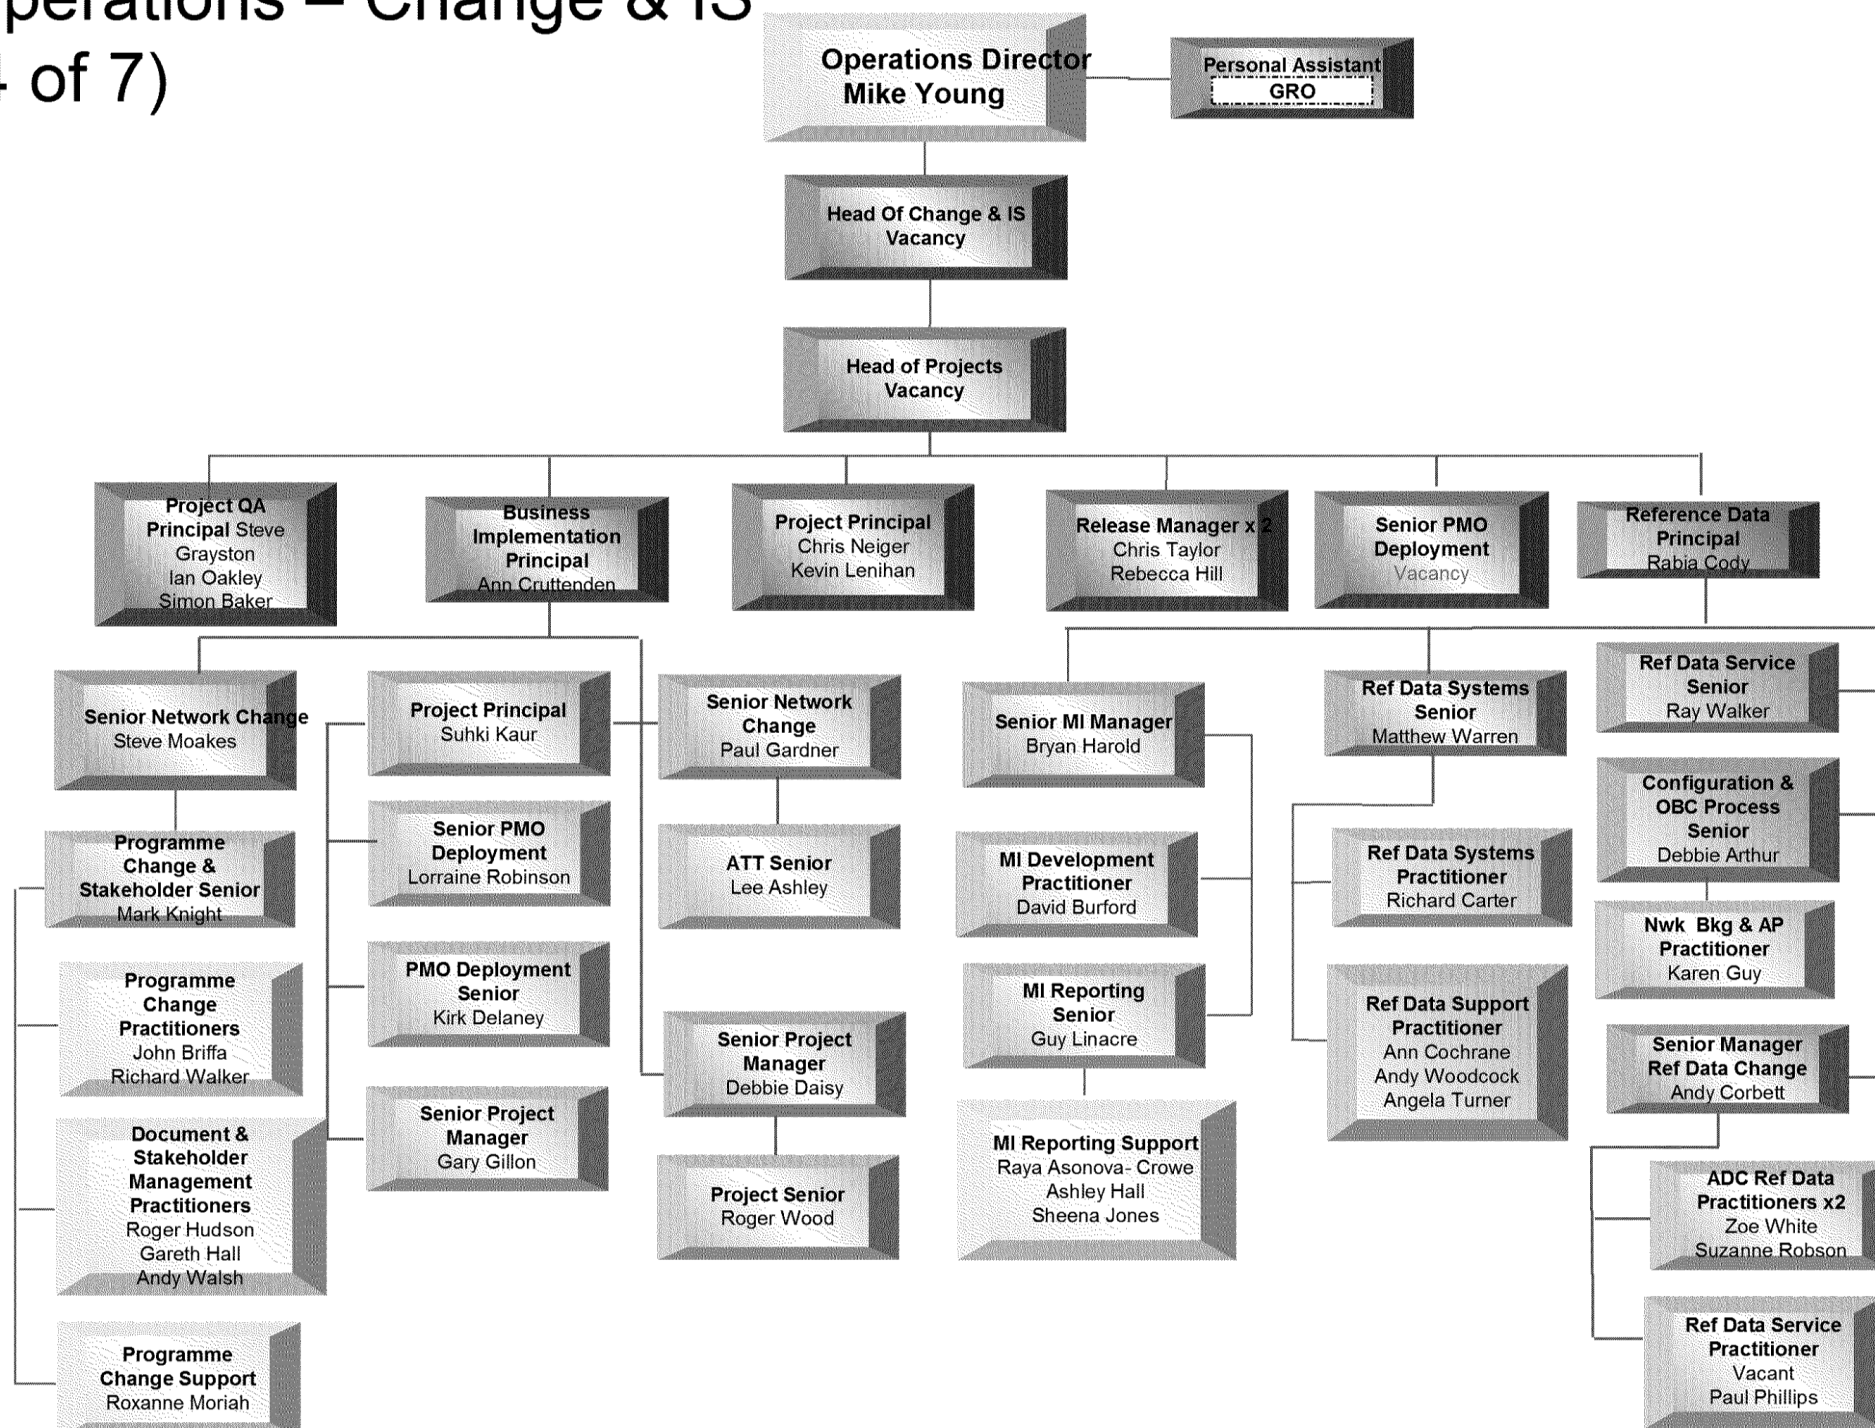 perations – Change & IS
4 of 7)
Operations Director
Mike Young
Personal Assistant
GRO
Head Of Change & IS
Vacancy
Head of Projects
Vacancy
Project QA
Principal Steve
Grayston
Ian Oakley
Simon Baker
Business
Implementation
Principal
Ann Cruttenden
Project Principal
Chris Neiger
Kevin Lenihan
Release Manager x 2
Chris Taylor
Rebecca Hill
Senior PMO
Deployment
Vacancy
Reference Data
Principal
Rabia Cody
Senior Network Change
Steve Moakes
Programme
Change &
Stakeholder Senior
Mark Knight
Programme
Change
Practitioners
John Briffa
Richard Walker
Document &
Stakeholder
Management
Practitioners
Roger Hudson
Gareth Hall
Andy Walsh
Programme
Change Support
Roxanne Moriah
Project Principal
Suhki Kaur
Senior PMO
Deployment
Lorraine Robinson
PMO Deployment
Senior
Kirk Delaney
Senior Project
Manager
Gary Gillon
Senior Network
Change
Paul Gardner
ATT Senior
Lee Ashley
Senior Project
Manager
Debbie Daisy
Project Senior
Roger Wood
Senior MI Manager
Bryan Harold
MI Development
Practitioner
David Burford
MI Reporting
Senior
Guy Linacre
MI Reporting Support
Raya Asonova- Crowe
Ashley Hall
Sheena Jones
Ref Data Systems
Senior
Matthew Warren
Ref Data Systems
Practitioner
Richard Carter
Ref Data Support
Practitioner
Ann Cochrane
Andy Woodcock
Angela Turner
Ref Data Service
Senior
Ray Walker
Configuration &
OBC Process
Senior
Debbie Arthur
Nwk Bkg & AP
Practitioner
Karen Guy
Senior Manager
Ref Data Change
Andy Corbett
ADC Ref Data
Practitioners x2
Zoe White
Suzanne Robson
Ref Data Service
Practitioner
Vacant
Paul Phillips